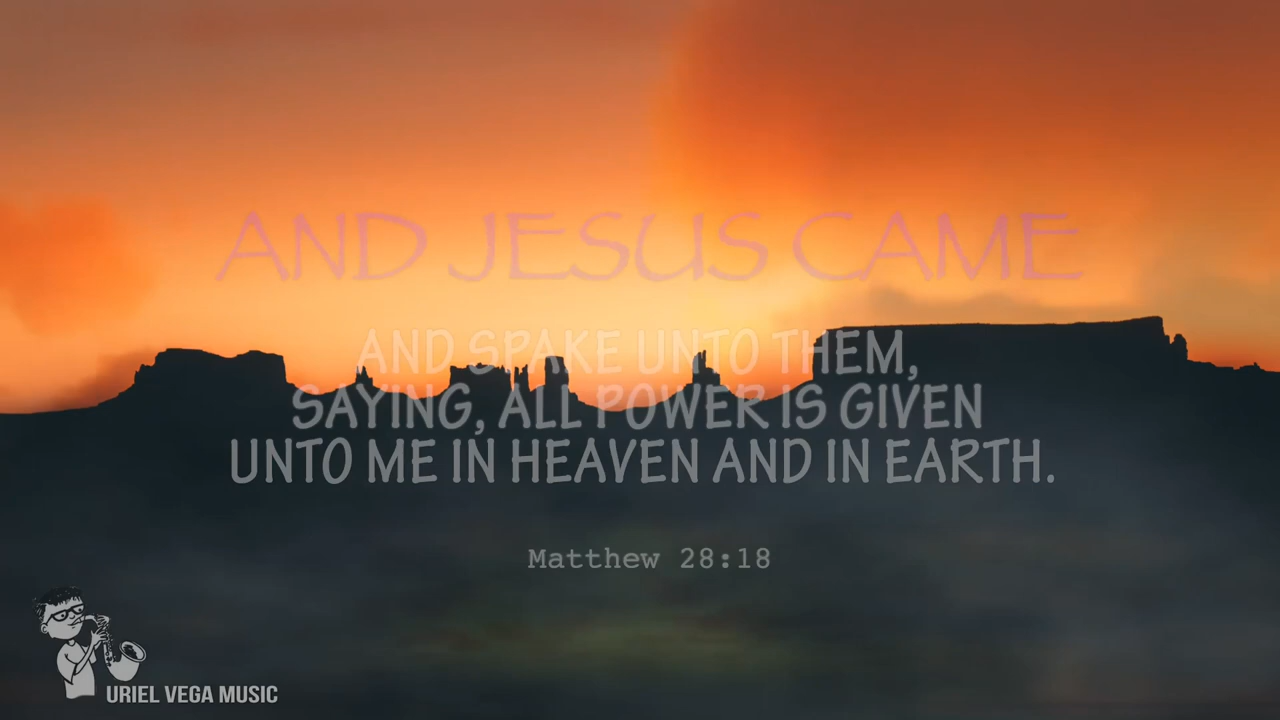 AND JESUS CAME
AND SPAKE UNTO THEM,
SAYING, ALL POWER IS GIVEN
UNTO ME IN HEAVEN AND IN EARTH.
Matthew 28:18
URIEL VEGA MUSIC